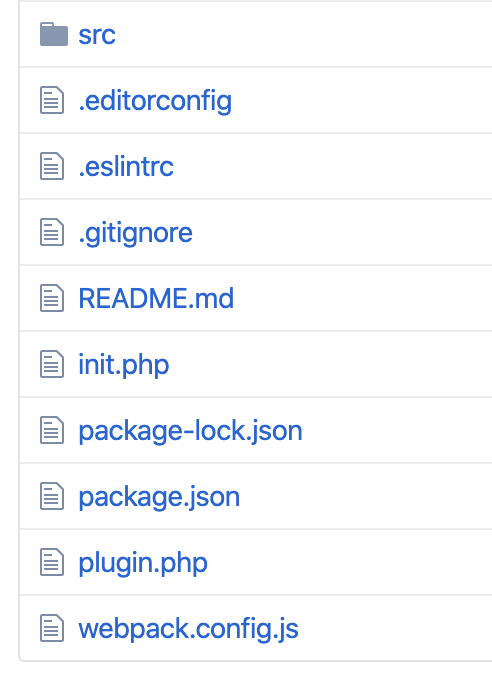 src
.editorconfig
.eslintrc
.gitignore
README.md
init.php
package-lock.json
package.json
plugin.php
webpack.config.js